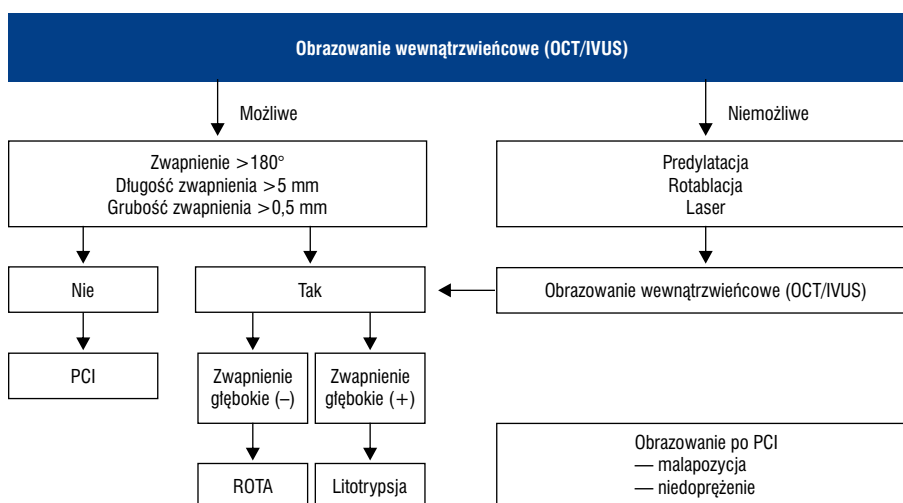 Obrazowanie wewnątrzwieńcowe (OCT/IVUS)
Możliwe
Niemożliwe
Zwapnienie >180°
Długość zwapnienia >5 mm
Grubość zwapnienia >0,5 mm
Predylatacja
Rotablacja
Laser
Nie
Tak
Obrazowanie wewnątrzwieńcowe (OCT/IVUS)
PCI
Zwapnienie
głębokie (–)
Zwapnienie
głębokie (+)
ROTA
Litotrypsja
Obrazowanie po PCI
— malapozycja
— niedoprężenie